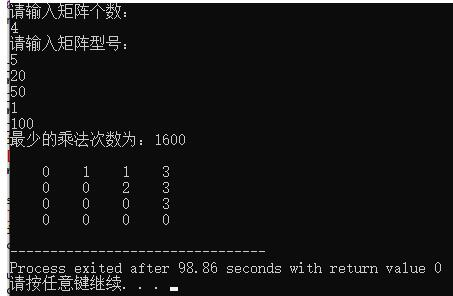 请输入矩阵个数：
4
请输入矩阵型号：
5
20
50
1
100
最少的乘法次数为：1600
0 1 1 3
0 0 2 3
0 0 0 3
0 0 0 0
--------------------------------
Process exited after 98.86 seconds with return value 0
请按任意键继续. . .